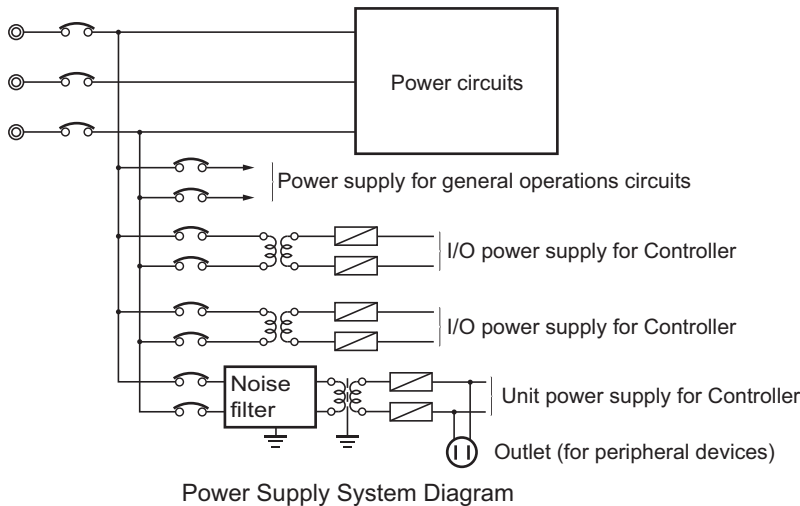 Power circuits
Power supply for general operations circuits
I/O power supply for Controller
I/O power supply for Controller
Noise
filter
Unit power supply for Controller
Outlet (for peripheral devices)
Power Supply System Diagram